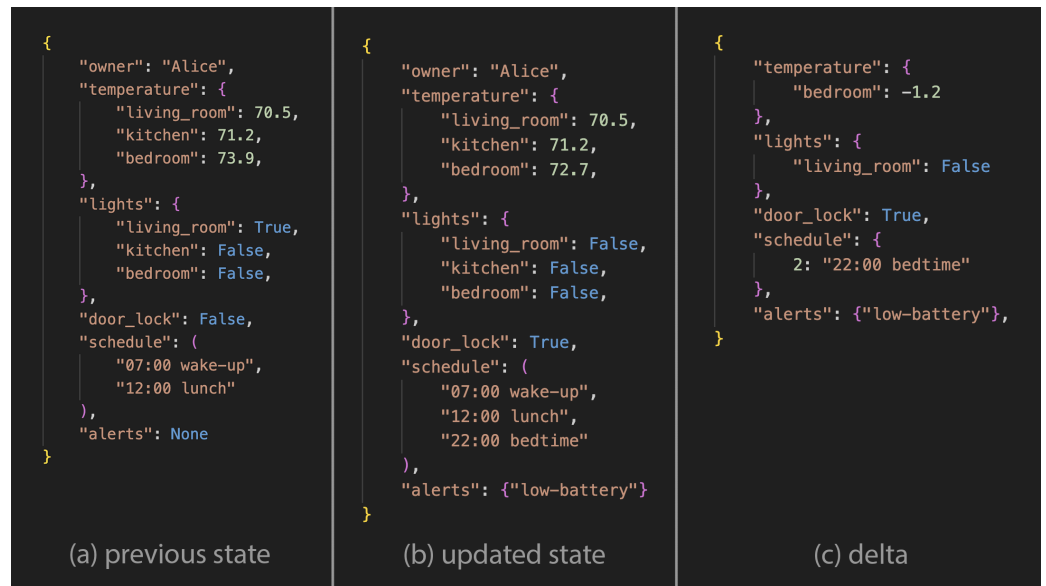 {
"owner": "Alice",
"temperature": {
"living_room": 70.5,
"kitchen": 71.2,
"bedroom": 73.9,
},
"lights": {
"living_room": True,
"kitchen": False,
"bedroom": False,
},
"door_lock": False,
"schedule": (
"07:00 wake-up",
"12:00 lunch"
),
"alerts": None
}
(a) previous state
{
"owner": "Alice",
"temperature": {
"living_room": 70.5,
"kitchen": 71.2,
"bedroom": 72.7,
},
"lights": {
"living_room": False,
"kitchen": False,
"bedroom": False,
},
"door_lock": True,
"schedule": (
"07:00 wake-up",
"12:00 lunch",
"22:00 bedtime"
),
"alerts": {"low-battery"}
}
(b) updated state
{
"temperature": {
"bedroom": -1.2
},
"lights": {
"living_room": False
},
"door_lock": True,
"schedule": {
2: "22:00 bedtime"
},
"alerts": {"low-battery"},
}
(c) delta